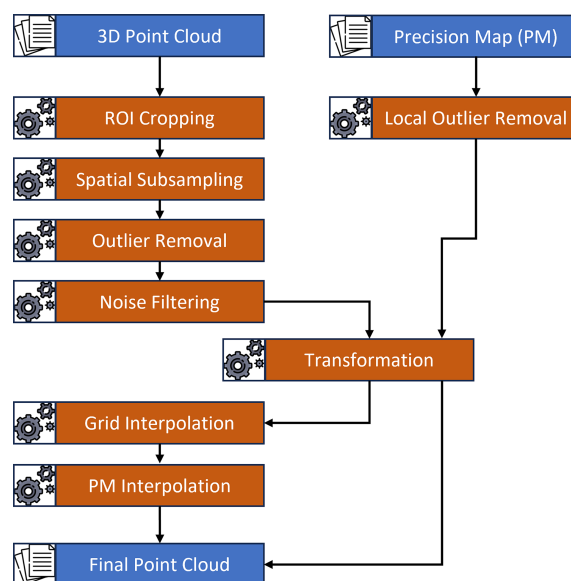 3D Point Cloud
Precision Map (PM)
ROI Cropping
Local Outlier Removal
Spatial Subsampling
Outlier Removal
Noise Filtering
Transformation
Grid Interpolation
PM Interpolation
Final Point Cloud